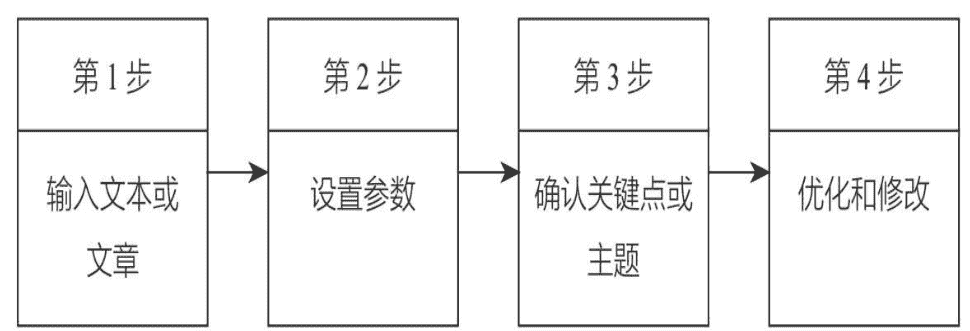 第1步
输入文本或
文章
第2步
设置参数
第3步
确认关键点或
主题
第4步
优化和修改